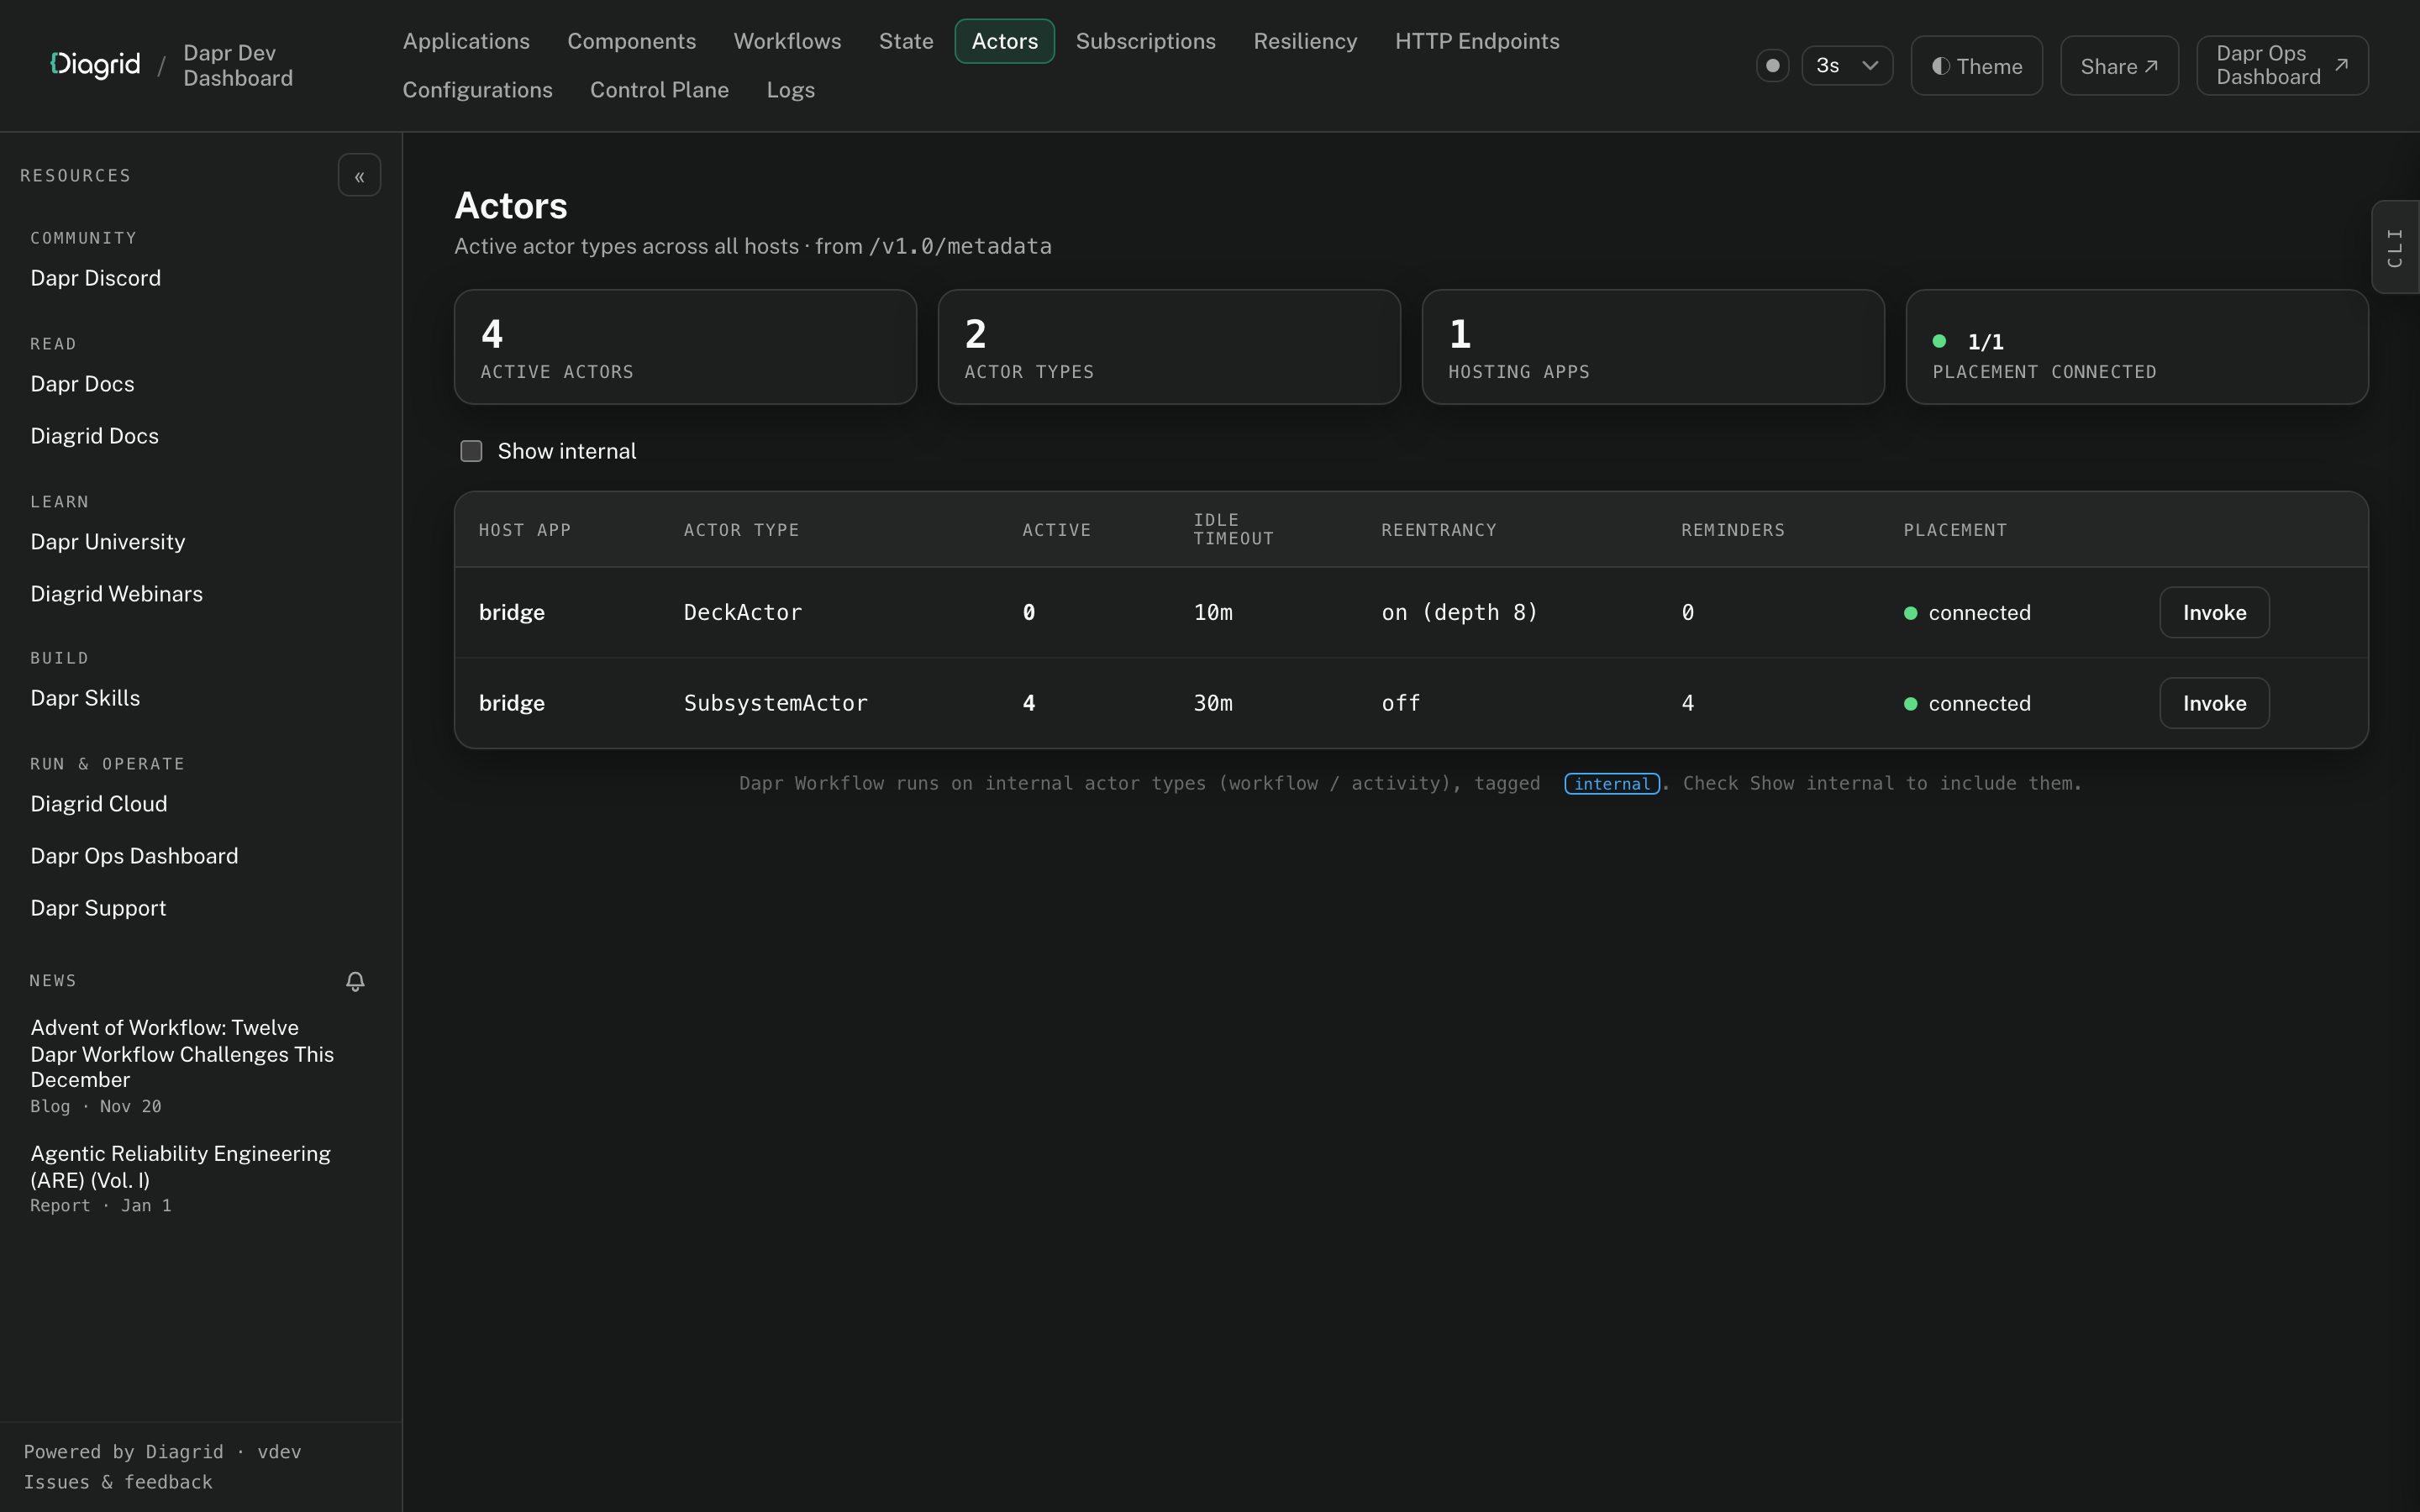 Diagrid / Dapr Dev Dashboard
Applications Components Workflows State Actors Subscriptions Resiliency HTTP Endpoints
Configurations Control Plane Logs
3s
Theme
Share ↗
Dapr Ops Dashboard ↗
RESOURCES «
COMMUNITY
Dapr Discord
READ
Dapr Docs
Diagrid Docs
LEARN
Dapr University
Diagrid Webinars
BUILD
Dapr Skills
RUN & OPERATE
Diagrid Cloud
Dapr Ops Dashboard
Dapr Support
NEWS
Advent of Workflow: Twelve
Dapr Workflow Challenges This
December
Blog · Nov 20
Agentic Reliability Engineering
(ARE) (Vol. I)
Report · Jan 1
Powered by Diagrid · vdev
Issues & feedback
Actors
Active actor types across all hosts · from /v1.0/metadata
CLI
4
ACTIVE ACTORS
2
ACTOR TYPES
1
HOSTING APPS
1/1
PLACEMENT CONNECTED
Show internal
HOST APP ACTOR TYPE ACTIVE IDLE TIMEOUT REENTRANCY REMINDERS PLACEMENT
bridge DeckActor 0 10m on (depth 8) 0 connected Invoke
bridge SubsystemActor 4 30m off 4 connected Invoke
Dapr Workflow runs on internal actor types (workflow / activity), tagged internal. Check Show internal to include them.